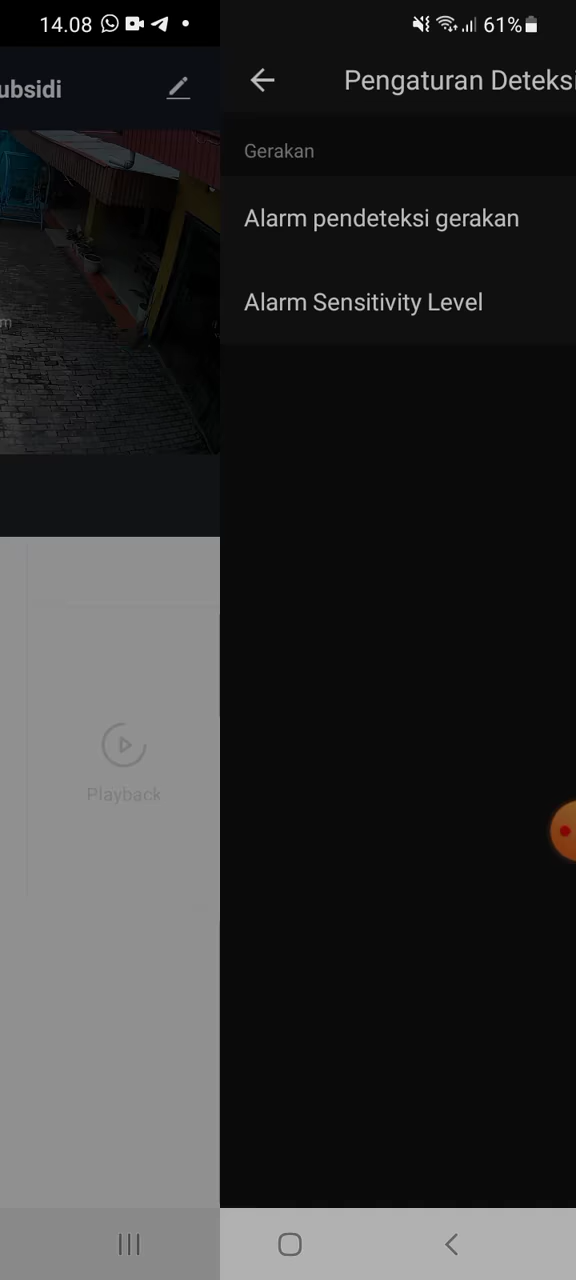 14.08
61%
ubsidi
Pengaturan Deteksi
Gerakan
Alarm pendeteksi gerakan
Alarm Sensitivity Level
m
Playback